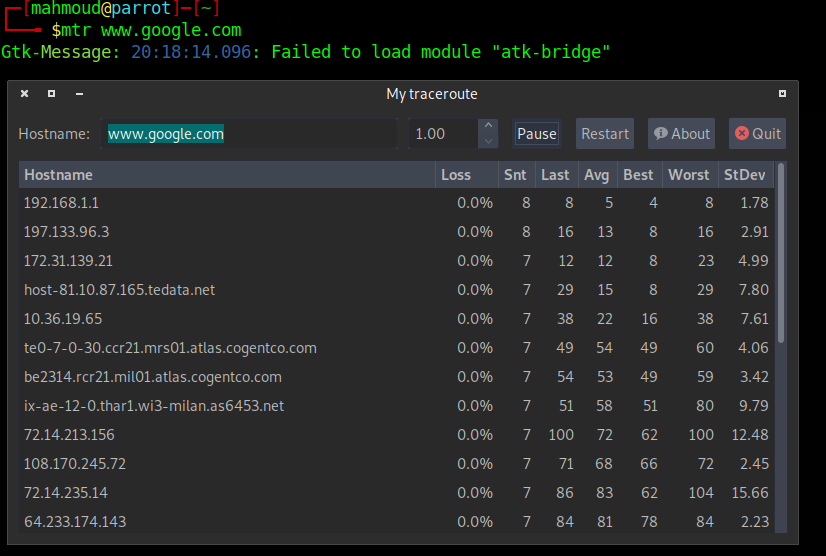 [mahmoud@parrot]─[~]
$mtr www.google.com
Gtk-Message: 20:18:14.096: Failed to load module "atk-bridge"
My traceroute
Hostname: www.google.com 1.00 Pause Restart About Quit
Hostname Loss Snt Last Avg Best Worst StDev
192.168.1.1 0.0% 8 8 5 4 8 1.78
197.133.96.3 0.0% 8 16 13 8 16 2.91
172.31.139.21 0.0% 7 12 12 8 23 4.99
host-81.10.87.165.tedata.net 0.0% 7 29 15 8 29 7.80
10.36.19.65 0.0% 7 38 22 16 38 7.61
te0-7-0-30.ccr21.mrs01.atlas.cogentco.com 0.0% 7 49 54 49 60 4.06
be2314.rcr21.mil01.atlas.cogentco.com 0.0% 7 54 53 49 59 3.42
ix-ae-12-0.thar1.wi3-milan.as6453.net 0.0% 7 51 58 51 80 9.79
72.14.213.156 0.0% 7 100 72 62 100 12.48
108.170.245.72 0.0% 7 71 68 66 72 2.45
72.14.235.14 0.0% 7 86 83 62 104 15.66
64.233.174.143 0.0% 7 84 81 78 84 2.23